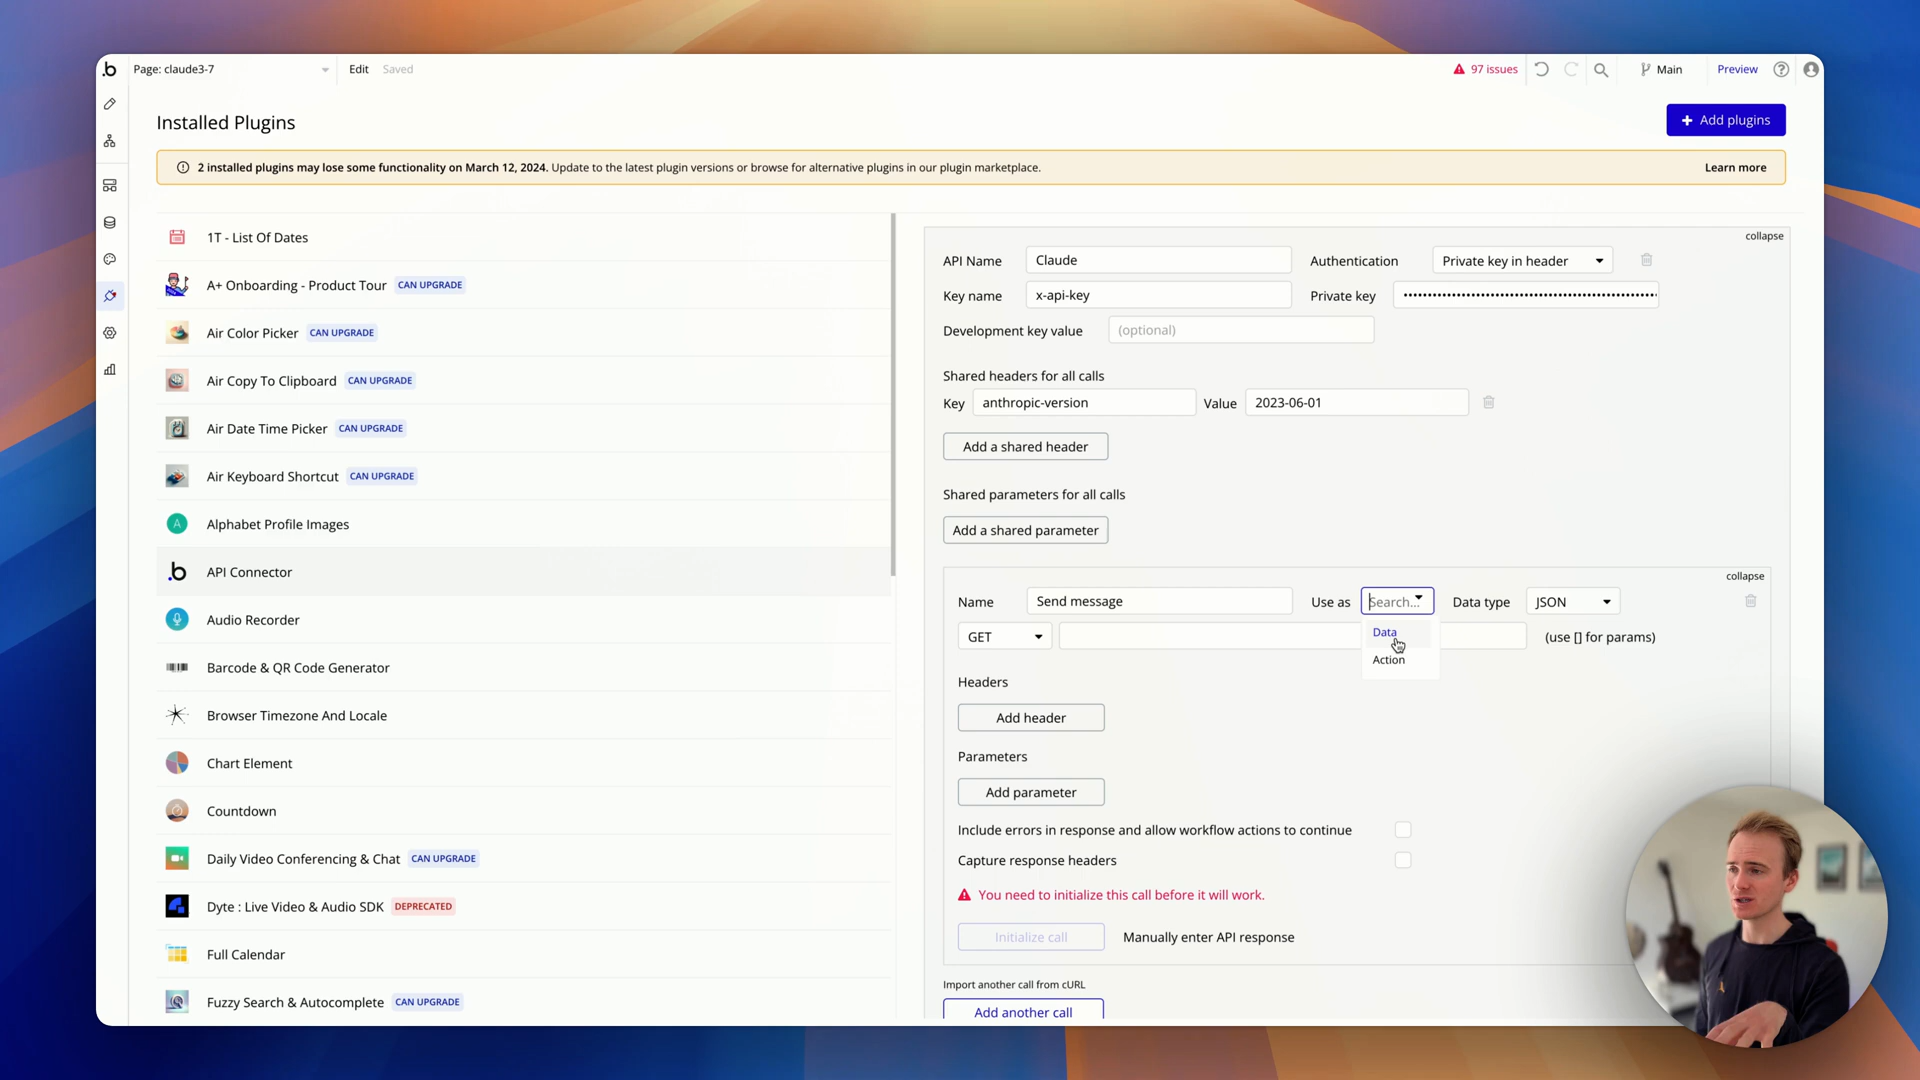 Page: claude3-7
Edit
Saved
97 issues
Main
Preview
Installed Plugins
Add plugins
2 installed plugins may lose some functionality on March 12, 2024. Update to the latest plugin versions or browse for alternative plugins in our plugin marketplace.
Learn more
1T - List Of Dates
A+ Onboarding - Product Tour CAN UPGRADE
Air Color Picker CAN UPGRADE
Air Copy To Clipboard CAN UPGRADE
Air Date Time Picker CAN UPGRADE
Air Keyboard Shortcut CAN UPGRADE
A Alphabet Profile Images
b API Connector
Audio Recorder
Barcode & QR Code Generator
Browser Timezone And Locale
Chart Element
Countdown
Daily Video Conferencing & Chat CAN UPGRADE
Dyte : Live Video & Audio SDK DEPRECATED
Full Calendar
Fuzzy Search & Autocomplete CAN UPGRADE
collapse
API Name Claude Authentication Private key in header
Key name x-api-key Private key
Development key value (optional)
Shared headers for all calls
Key anthropic-version Value 2023-06-01
Add a shared header
Shared parameters for all calls
Add a shared parameter
collapse
Name Send message Use as Search... Data type JSON
GET (use [] for params)
Data
Action
Headers
Add header
Parameters
Add parameter
Include errors in response and allow workflow actions to continue
Capture response headers
You need to initialize this call before it will work.
Initialize call Manually enter API response
Import another call from cURL
Add another call